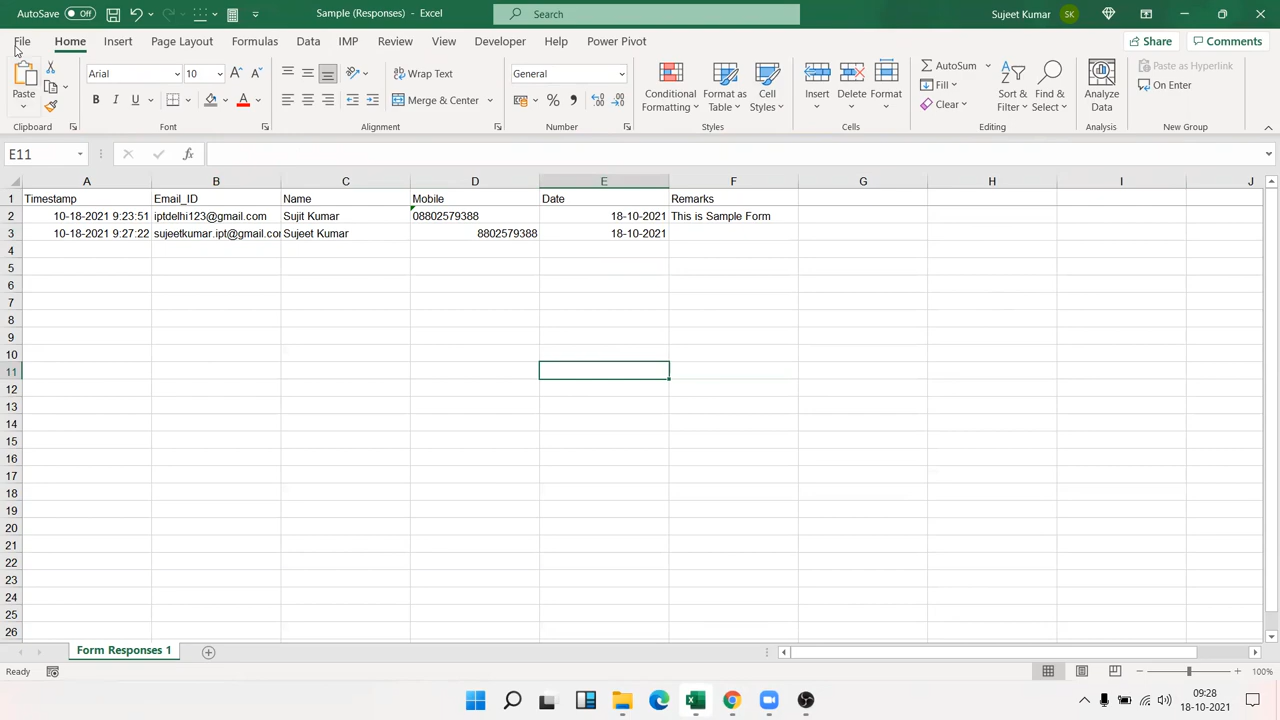 AutoSave Off Sample (Responses) - Excel Search Sujeet Kumar SK
File Home Insert Page Layout Formulas Data IMP Review View Developer Help Power Pivot Share Comments
Paste Arial 10 Wrap Text General Conditional Formatting Format as Table Cell Styles Insert Delete Format AutoSum Sort & Filter Find & Select Analyze Data Paste as Hyperlink
B I U Merge & Center % Fill On Enter
Clear
Clipboard Font Alignment Number Styles Cells Editing Analysis New Group
E11 fx
A B C D E F G H I J
1 Timestamp Email_ID Name Mobile Date Remarks
2 10-18-2021 9:23:51 iptdelhi123@gmail.com Sujit Kumar 08802579388 18-10-2021 This is Sample Form
3 10-18-2021 9:27:22 sujeetkumar.ipt@gmail.co Sujeet Kumar 8802579388 18-10-2021
4
5
6
7
8
9
10
11
12
13
14
15
16
17
18
19
20
21
22
23
24
25
26
Form Responses 1
Ready 100%
09:28
18-10-2021